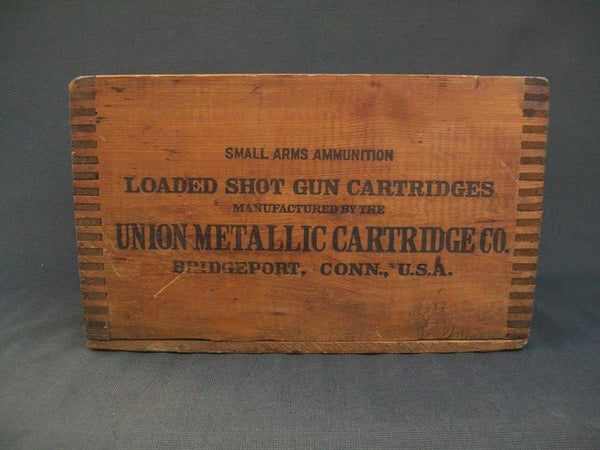 SMALL ARMS AMMUNITION
LOADED SHOT GUN CARTRIDGES
MANUFACTURED BY THE
UNION METALLIC CARTRIDGE CO.
BRIDGEPORT, CONN., U.S.A.